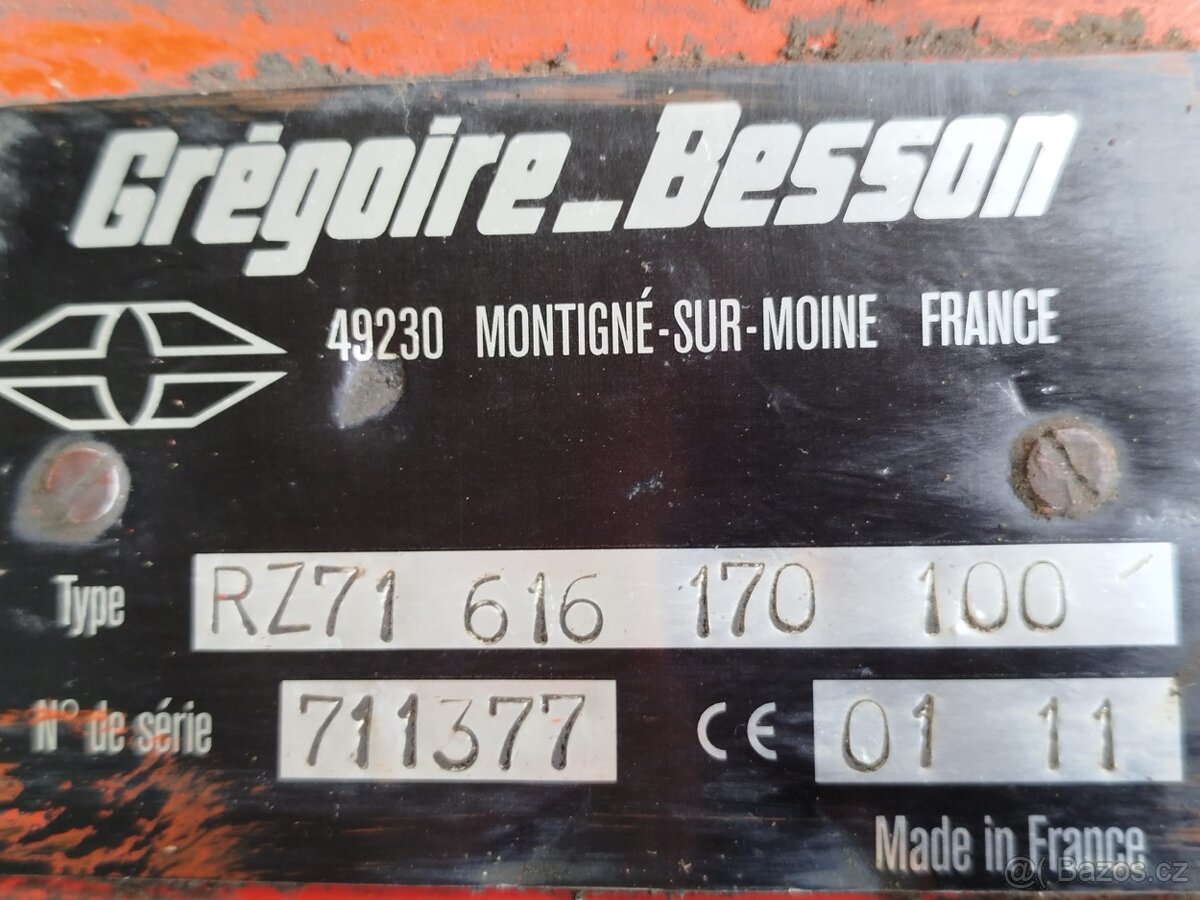 Grégoire_Besson
49230 MONTIGNÉ-SUR-MOINE FRANCE
Type RZ71 616 170 100
N° de série 711377 CE 01 11
Made in France
@( Bazos.cz